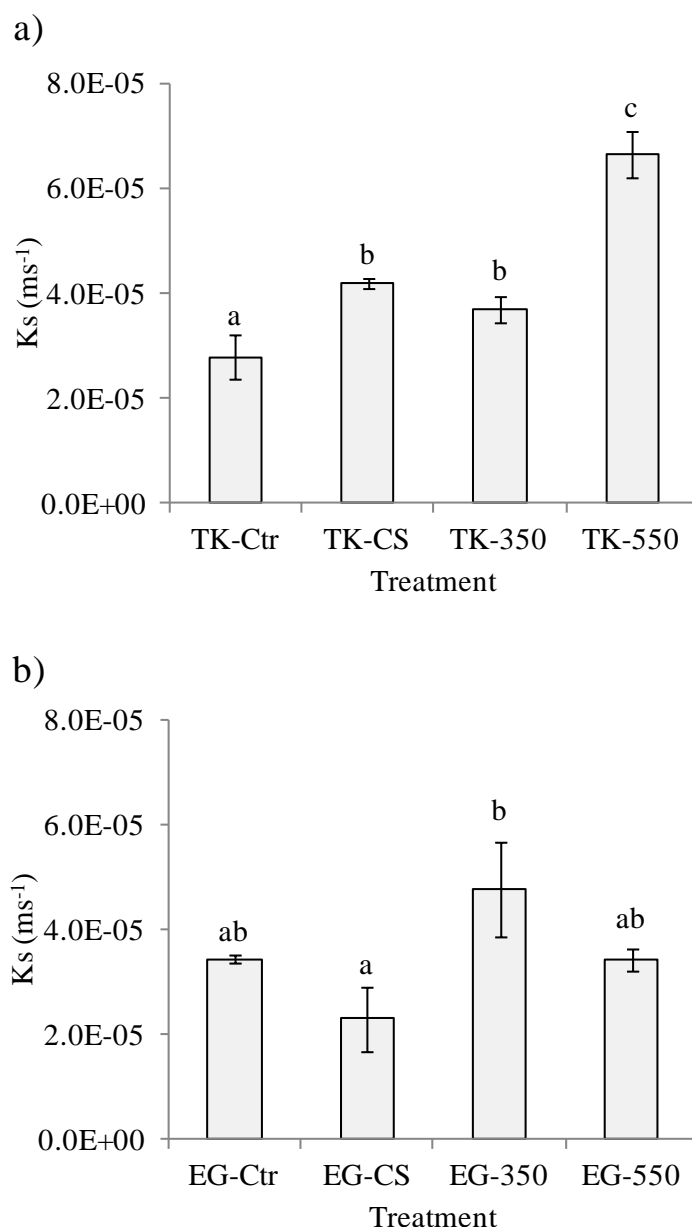 a)
8.0E-05
c
6.0E-05
b
b
4.0E-05
a
2.0E-05
0.0E+00
Ks (ms⁻¹)
TK-Ctr TK-CS TK-350 TK-550
Treatment
b)
8.0E-05
6.0E-05
b
4.0E-05
ab
ab
a
2.0E-05
0.0E+00
Ks (ms⁻¹)
EG-Ctr EG-CS EG-350 EG-550
Treatment